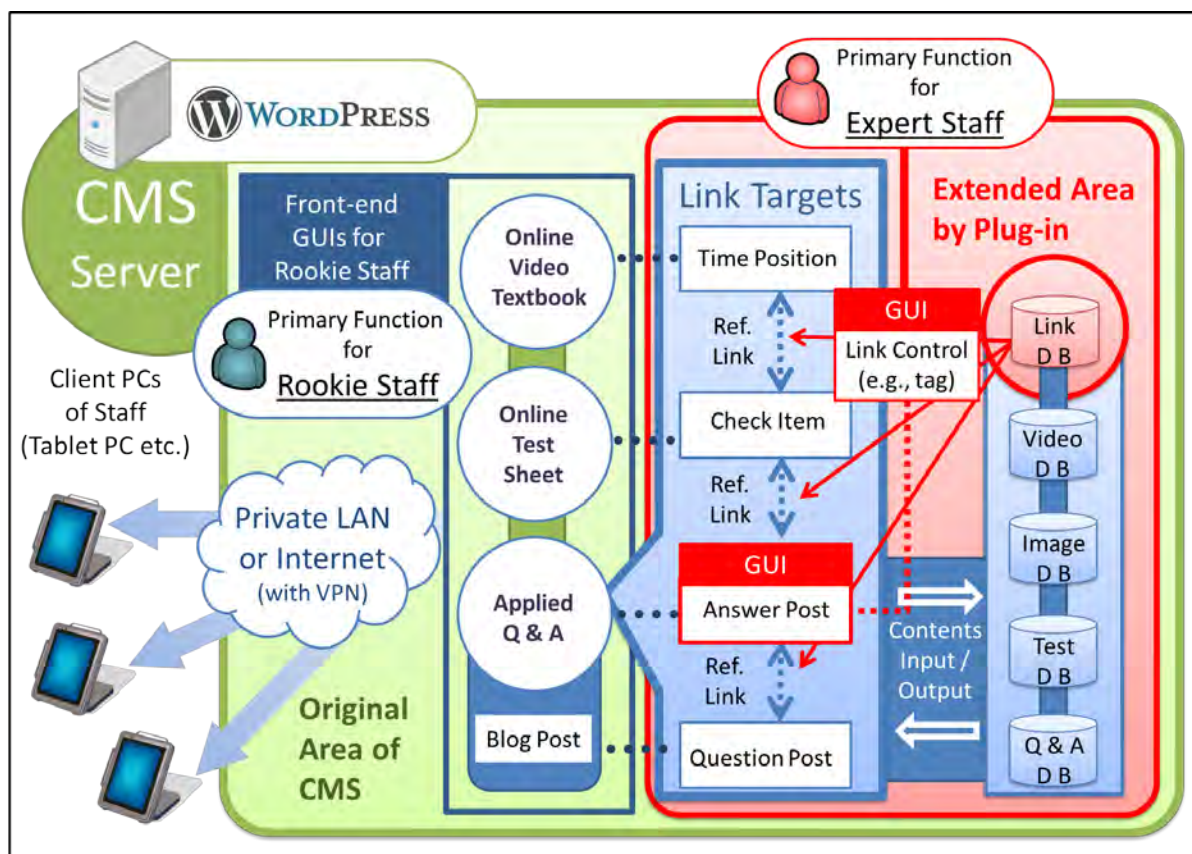 WORDPRESS
Primary Function
for
Expert Staff
CMS
Server
Front-end
GUIs for
Rookie Staff
Primary Function
for
Rookie Staff
Client PCs
of Staff
(Tablet PC etc.)
Private LAN
or Internet
(with VPN)
Original
Area of
CMS
Online
Video
Textbook
Online
Test
Sheet
Applied
Q & A
Blog Post
Link Targets
Time Position
Ref.
Link
Check Item
Ref.
Link
GUI
Answer Post
Ref.
Link
Question Post
GUI
Link Control
(e.g., tag)
Extended Area
by Plug-in
Contents
Input /
Output
Link
D B
Video
D B
Image
D B
Test
D B
Q & A
D B